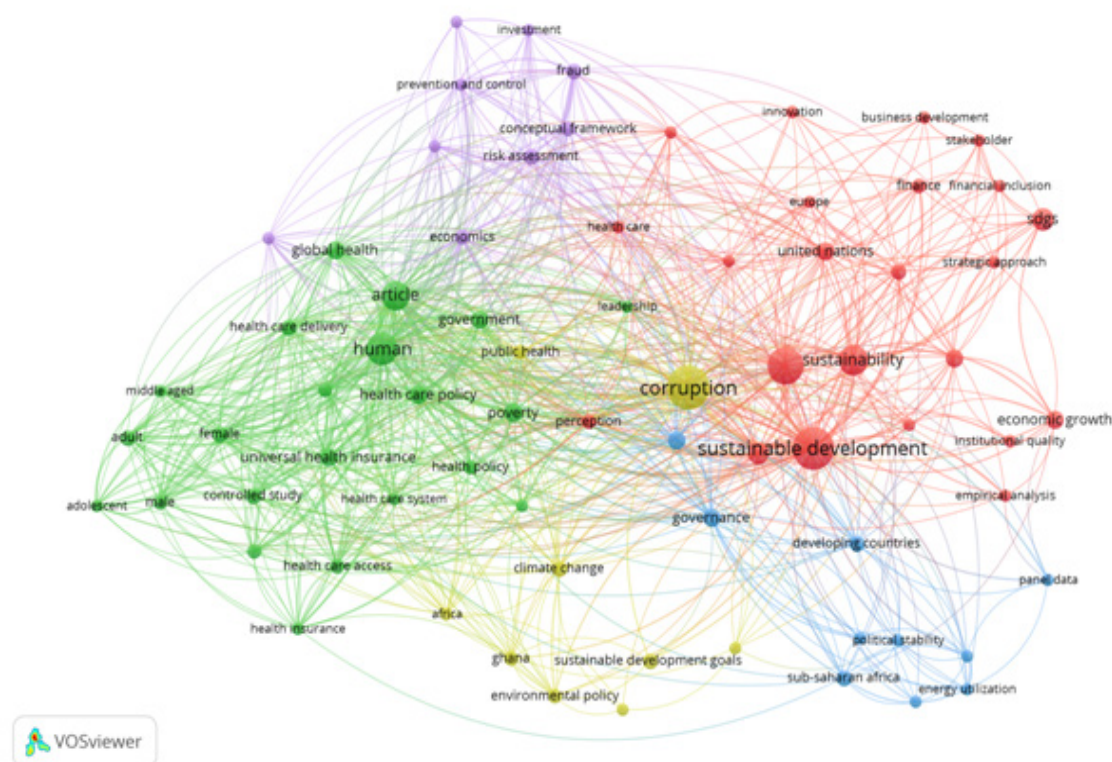 investment
fraud
prevention and control
conceptual framework
risk assessment
innovation
business development
stakeholder
finance
financial inclusion
europe
sdgs
health care
economics
global health
united nations
strategic approach
article
leadership
government
health care delivery
public health
human
sustainability
corruption
middle aged
health care policy
poverty
perception
economic growth
adult
female
institutional quality
sustainable development
universal health insurance
health policy
controlled study
health care system
empirical analysis
adolescent
male
governance
developing countries
health care access
climate change
panel data
africa
health insurance
political stability
ghana
sustainable development goals
sub-saharan africa
energy utilization
environmental policy
VOSviewer